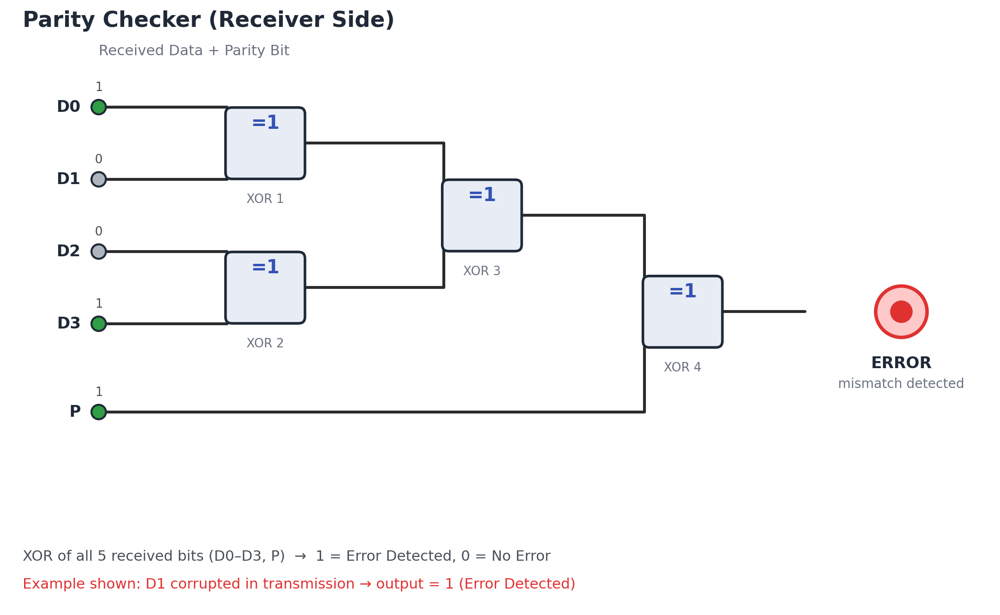 Parity Checker (Receiver Side)
Received Data + Parity Bit
1
D0
=1
0
D1
XOR 1
=1
0
D2
=1
XOR 3
=1
1
D3
XOR 2
XOR 4
ERROR
mismatch detected
1
P
XOR of all 5 received bits (D0–D3, P) → 1 = Error Detected, 0 = No Error
Example shown: D1 corrupted in transmission → output = 1 (Error Detected)